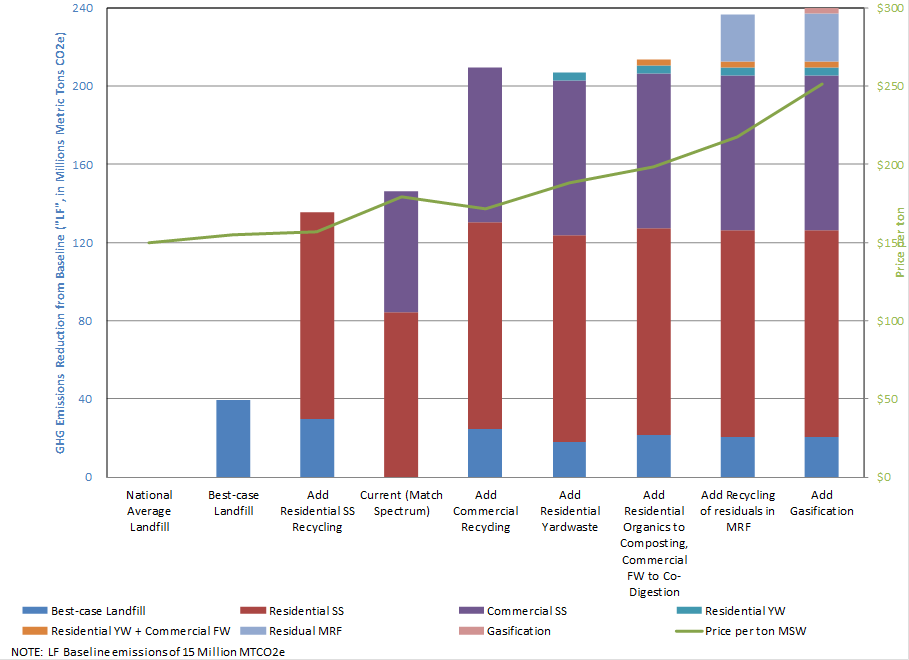 GHG Emissions Reduction from Baseline ("LF", in Millions Metric Tons CO2e)
240
200
160
120
80
40
0
$300
$250
$200
$150
$100
$50
$0
Price per ton
National
Average
Landfill
Best-case
Landfill
Add
Residential SS
Recycling
Current (Match
Spectrum)
Add
Commercial
Recycling
Add
Residential
Yardwaste
Add
Residential
Organics to
Composting,
Commercial
FW to Co-
Digestion
Add Recycling
of residuals in
MRF
Add
Gasification
Best-case Landfill
Residential SS
Commercial SS
Residential YW
Residential YW + Commercial FW
Residual MRF
Gasification
Price per ton MSW
NOTE: LF Baseline emissions of 15 Million MTCO2e